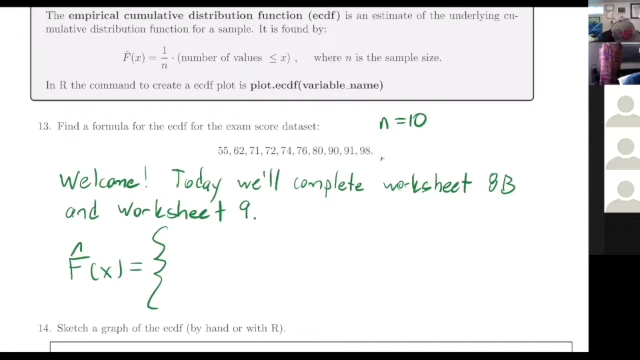 The empirical cumulative distribution function (ecdf) is an estimate of the underlying cu-
mulative distribution function for a sample. It is found by:
F̂(x) = 1/n · (number of values ≤ x) , where n is the sample size.
In R the command to create a ecdf plot is plot.ecdf(variable_name)
n = 10
13. Find a formula for the ecdf for the exam score dataset:
55, 62, 71, 72, 74, 76, 80, 90, 91, 98.
Welcome! Today we'll complete worksheet 8B
and worksheet 9.
F̂(x) = {
14. Sketch a graph of the ecdf (by hand or with R).